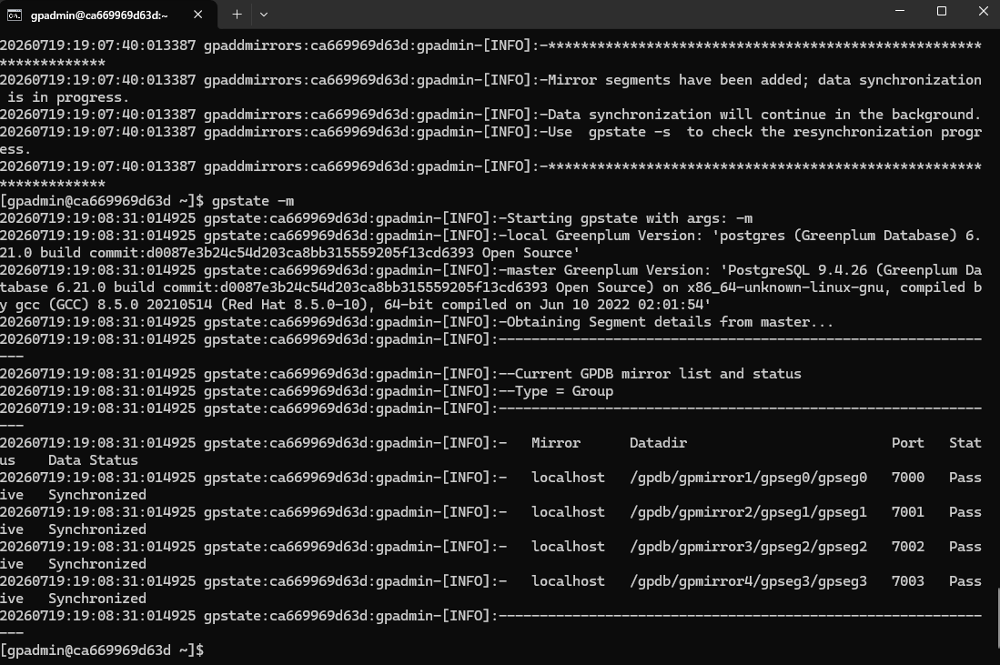 gpadmin@ca669969d63d:~
20260719:19:07:40:013387 gpaddmirrors:ca669969d63d:gpadmin-[INFO]:-*****************************************************
*************
20260719:19:07:40:013387 gpaddmirrors:ca669969d63d:gpadmin-[INFO]:-Mirror segments have been added; data synchronization
 is in progress.
20260719:19:07:40:013387 gpaddmirrors:ca669969d63d:gpadmin-[INFO]:-Data synchronization will continue in the background.
20260719:19:07:40:013387 gpaddmirrors:ca669969d63d:gpadmin-[INFO]:-Use  gpstate -s  to check the resynchronization progr
ess.
20260719:19:07:40:013387 gpaddmirrors:ca669969d63d:gpadmin-[INFO]:-*****************************************************
*************
[gpadmin@ca669969d63d ~]$ gpstate -m
20260719:19:08:31:014925 gpstate:ca669969d63d:gpadmin-[INFO]:-Starting gpstate with args: -m
20260719:19:08:31:014925 gpstate:ca669969d63d:gpadmin-[INFO]:-local Greenplum Version: 'postgres (Greenplum Database) 6.
21.0 build commit:d0087e3b24c54d203ca8bb315559205f13cd6393 Open Source'
20260719:19:08:31:014925 gpstate:ca669969d63d:gpadmin-[INFO]:-master Greenplum Version: 'PostgreSQL 9.4.26 (Greenplum Da
tabase 6.21.0 build commit:d0087e3b24c54d203ca8bb315559205f13cd6393 Open Source) on x86_64-unknown-linux-gnu, compiled b
y gcc (GCC) 8.5.0 20210514 (Red Hat 8.5.0-10), 64-bit compiled on Jun 10 2022 02:01:54'
20260719:19:08:31:014925 gpstate:ca669969d63d:gpadmin-[INFO]:-Obtaining Segment details from master...
20260719:19:08:31:014925 gpstate:ca669969d63d:gpadmin-[INFO]:-----------------------------------------------------------
---
20260719:19:08:31:014925 gpstate:ca669969d63d:gpadmin-[INFO]:--Current GPDB mirror list and status
20260719:19:08:31:014925 gpstate:ca669969d63d:gpadmin-[INFO]:--Type = Group
20260719:19:08:31:014925 gpstate:ca669969d63d:gpadmin-[INFO]:-----------------------------------------------------------
---
20260719:19:08:31:014925 gpstate:ca669969d63d:gpadmin-[INFO]:-   Mirror      Datadir                         Port   Stat
us    Data Status
20260719:19:08:31:014925 gpstate:ca669969d63d:gpadmin-[INFO]:-   localhost   /gpdb/gpmirror1/gpseg0/gpseg0   7000   Pass
ive   Synchronized
20260719:19:08:31:014925 gpstate:ca669969d63d:gpadmin-[INFO]:-   localhost   /gpdb/gpmirror2/gpseg1/gpseg1   7001   Pass
ive   Synchronized
20260719:19:08:31:014925 gpstate:ca669969d63d:gpadmin-[INFO]:-   localhost   /gpdb/gpmirror3/gpseg2/gpseg2   7002   Pass
ive   Synchronized
20260719:19:08:31:014925 gpstate:ca669969d63d:gpadmin-[INFO]:-   localhost   /gpdb/gpmirror4/gpseg3/gpseg3   7003   Pass
ive   Synchronized
20260719:19:08:31:014925 gpstate:ca669969d63d:gpadmin-[INFO]:-----------------------------------------------------------
---
[gpadmin@ca669969d63d ~]$